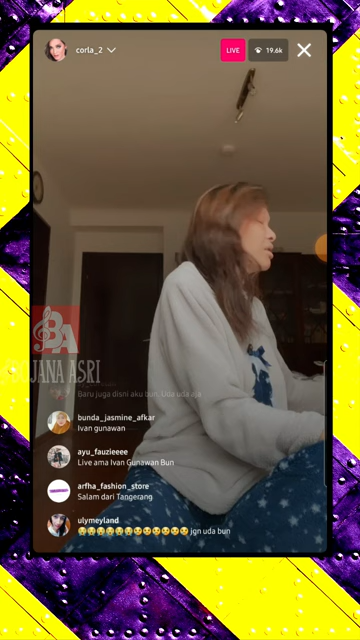 corla_2
LIVE
19.6k
BA
JANA ASRI
Baru juga disni aku bun, Uda uda aja
bunda_jasmine_afkar
Ivan gunawan
ayu_fauzieeee
Live ama Ivan Gunawan Bun
arfha_fashion_store
Salam dari Tangerang
ulymeyland
😭😭😭😭😭😢😢😢😢😢😢 jgn uda bun